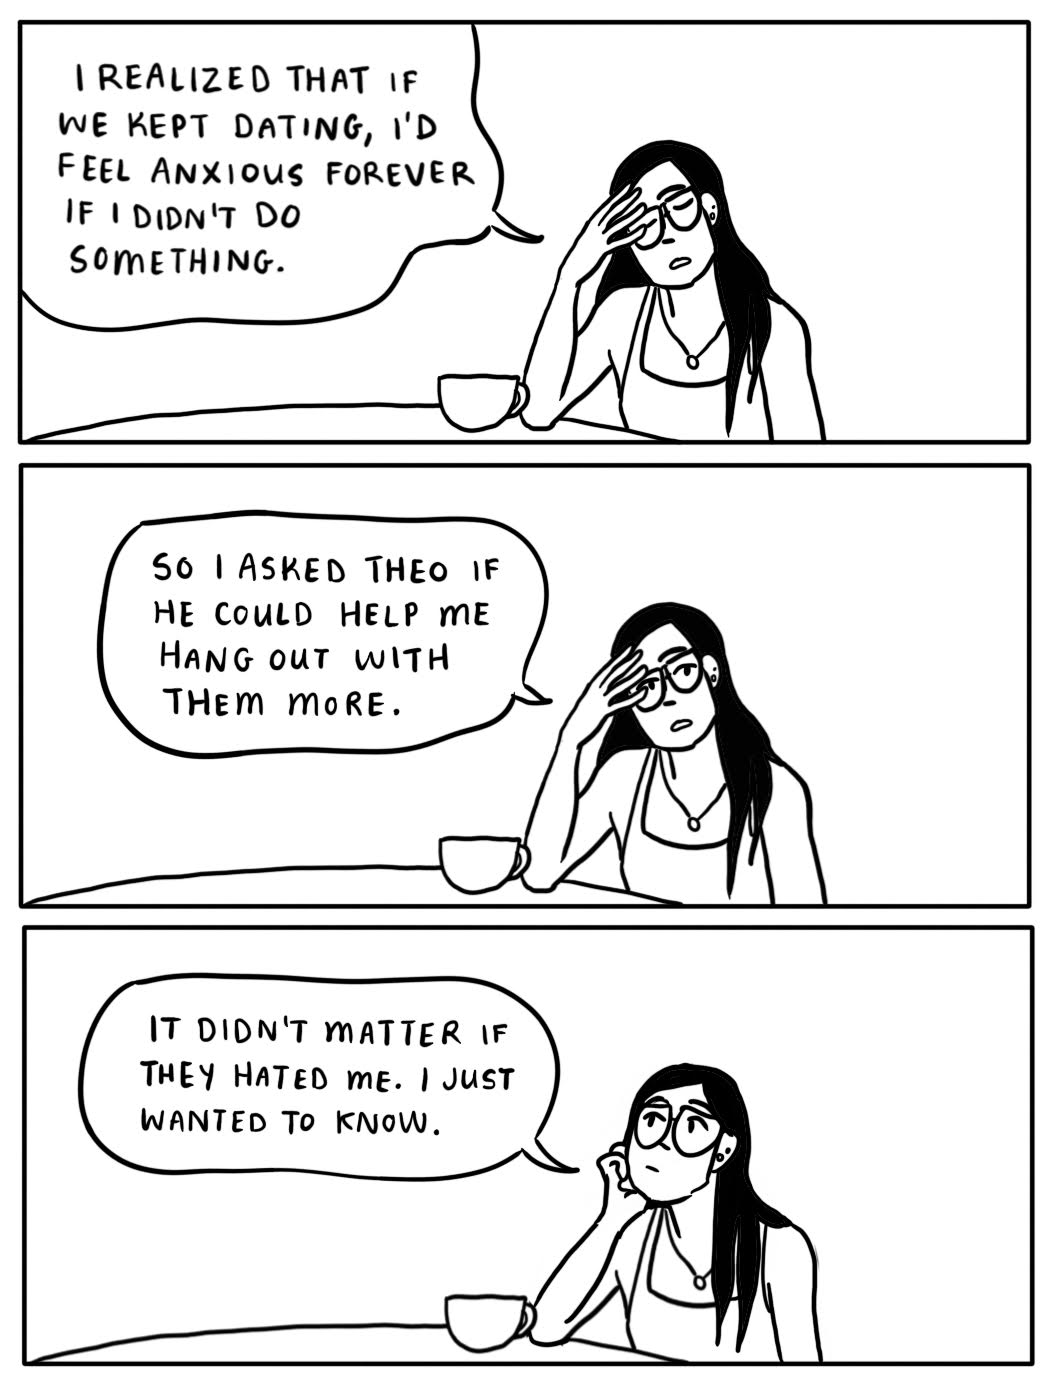 I REALIZED THAT IF
WE KEPT DATING, I'D
FEEL ANXIOUS FOREVER
IF I DIDN'T DO
SOMETHING.
SO I ASKED THEO IF
HE COULD HELP ME
HANG OUT WITH
THEM MORE.
IT DIDN'T MATTER IF
THEY HATED ME. I JUST
WANTED TO KNOW.